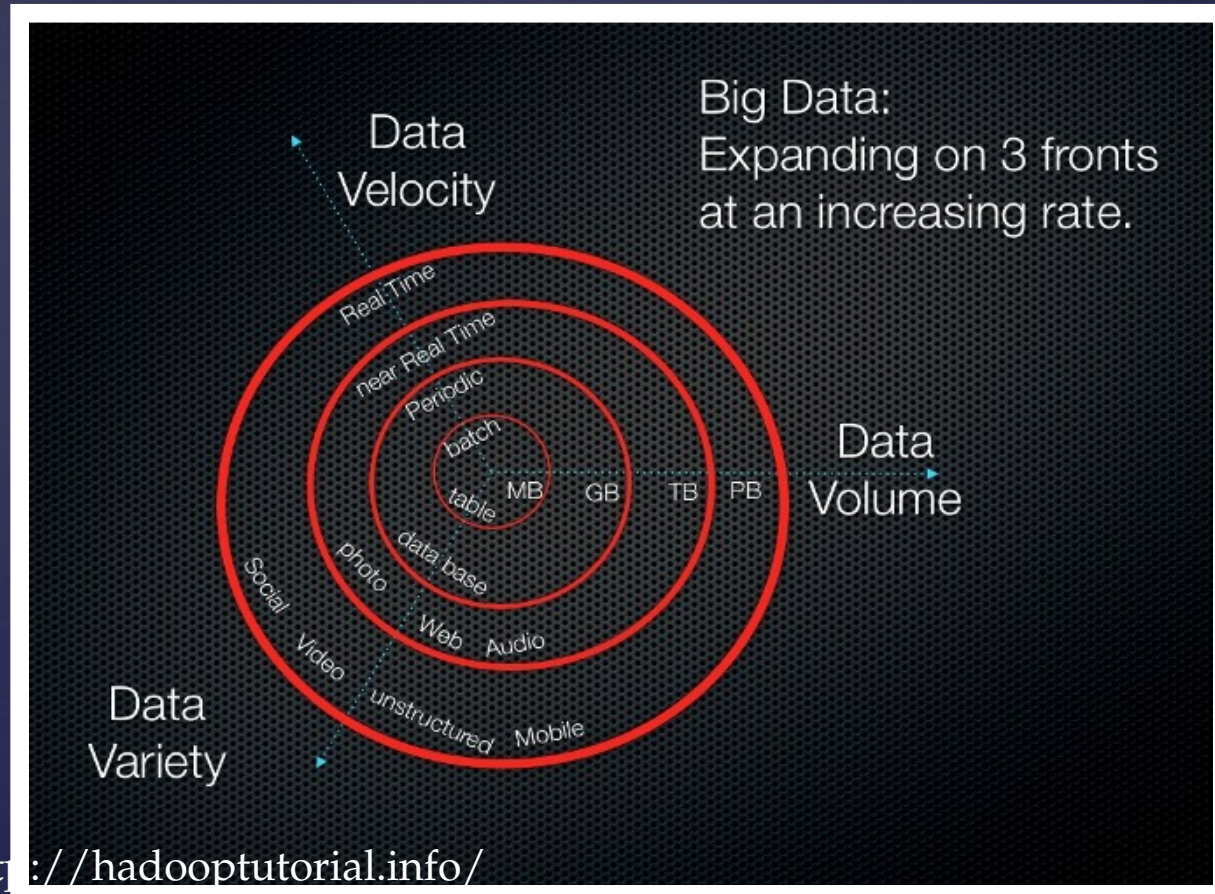 Big Data:
Expanding on 3 fronts
at an increasing rate.
Data
Velocity
Real Time
near Real Time
Periodic
batch
table
data base
photo
Web
Audio
Social
Video
unstructured
Mobile
MB
GB
TB
PB
Data
Volume
Data
Variety
://hadooptutorial.info/